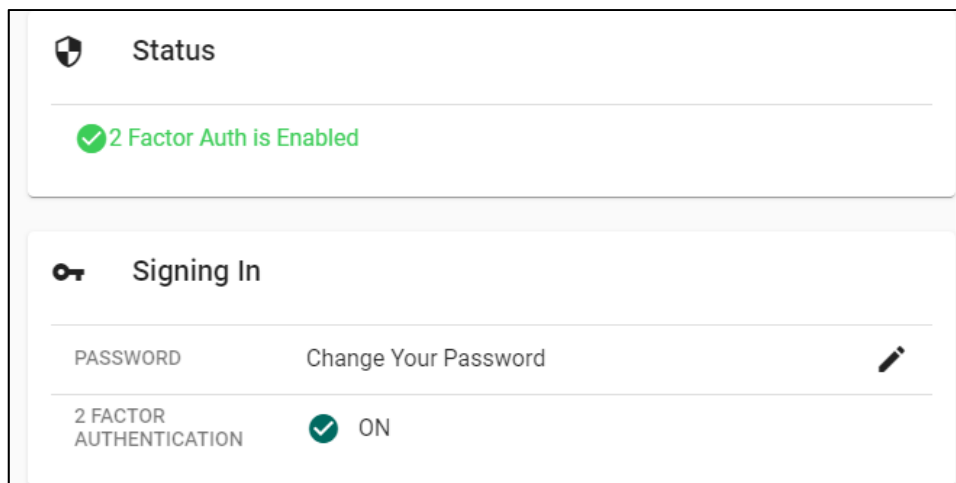 Status
2 Factor Auth is Enabled
Signing In
PASSWORD Change Your Password
2 FACTOR
AUTHENTICATION ON